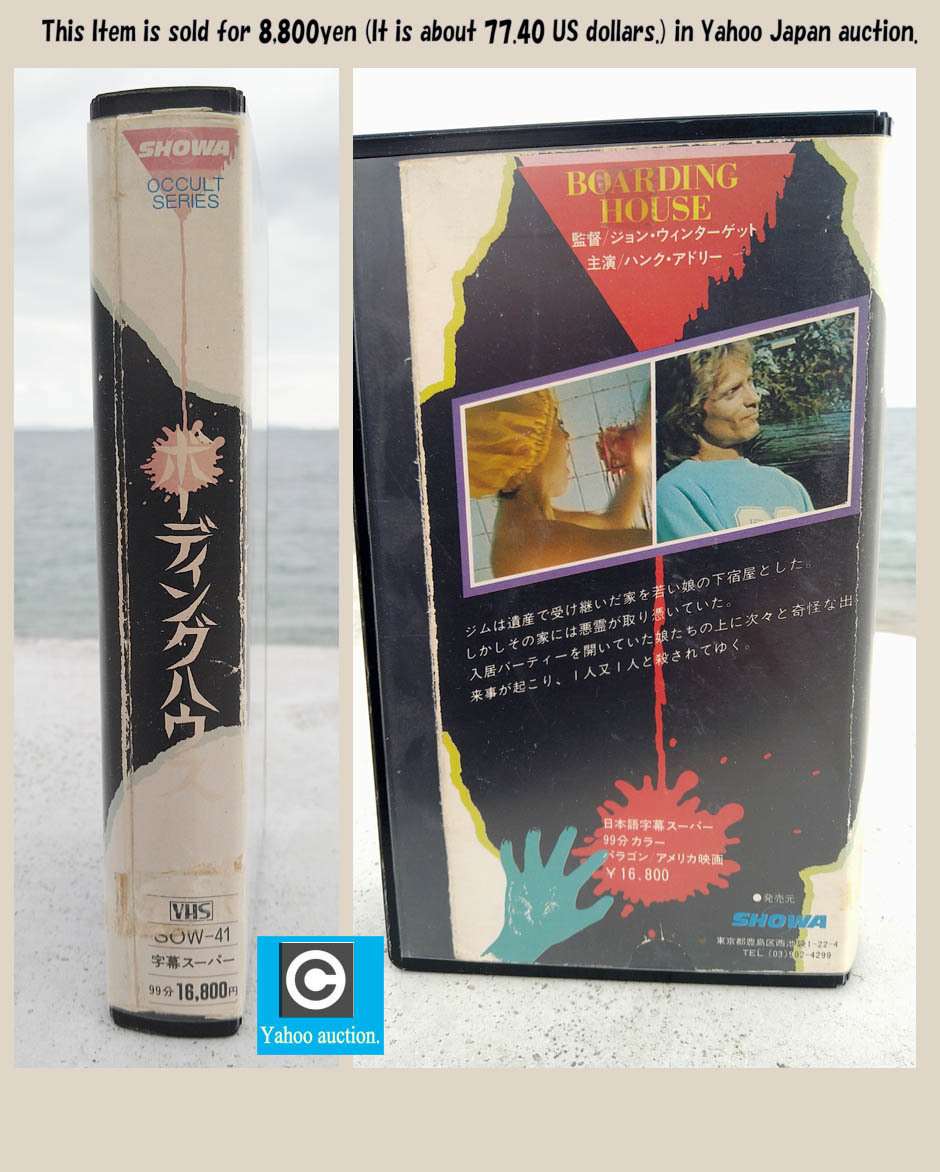 This Item is sold for 8,800yen (It is about 77.40 US dollars.) in Yahoo Japan auction.
SHOWA
OCCULT
SERIES
ボーディングハウス
VHS
SOW-41
字幕スーパー
99分 16,800円
BOARDING
HOUSE
監督/ジョン・ウィンターゲット
主演/ハンク・アドリー
ジムは遺産で受け継いだ家を若い娘の下宿屋とした。
しかしその家には悪霊が取り憑いていた。
入居パーティーを開いていた娘たちの上に次々と奇怪な出
来事が起こり、1人又1人と殺されてゆく。
日本語字幕スーパー
99分カラー
パラゴン/アメリカ映画
¥16,800
●発売元
SHOWA
東京都豊島区西池袋1-22-4
TEL.(03)982-4299
C
Yahoo auction.